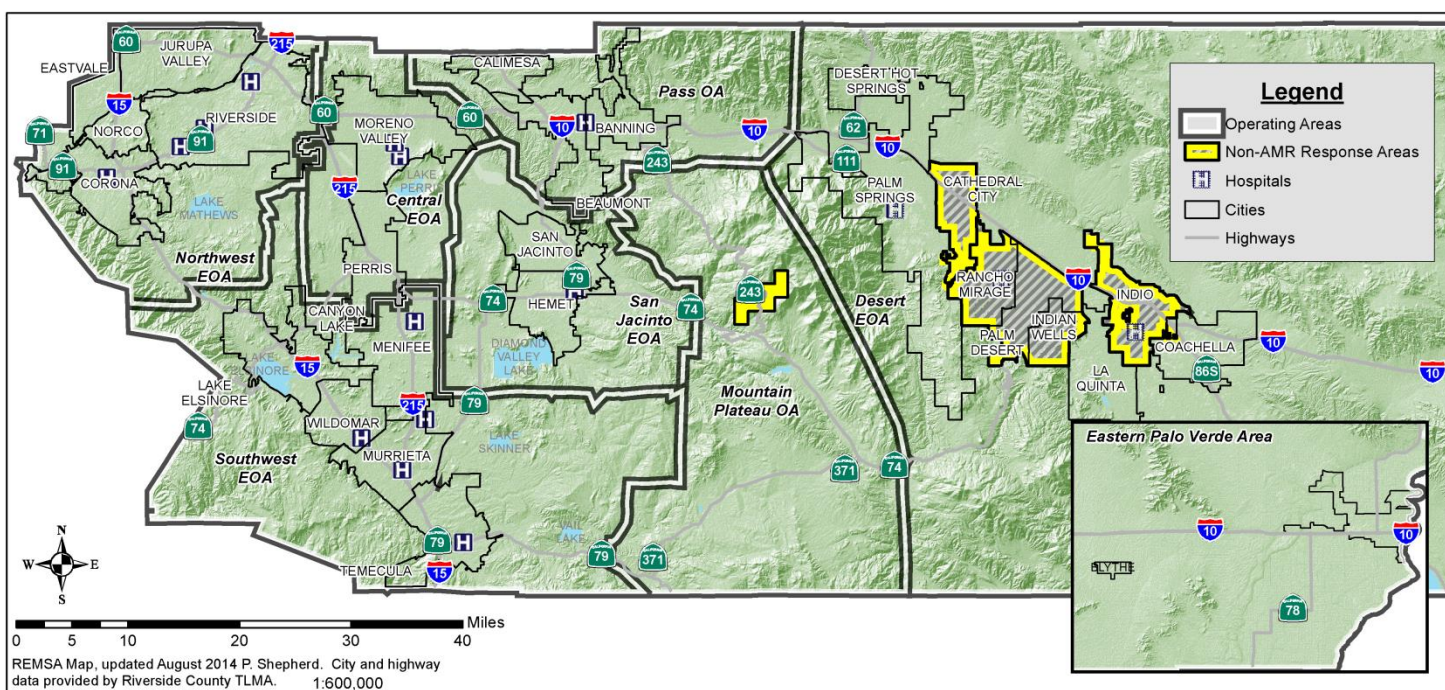 60
215
JURUPA
VALLEY
EASTVALE
15
71
NORCO
RIVERSIDE
H
H
H
91
91
H
CORONA
LAKE
MATHEWS
Northwest
EOA
60
60
MORENO
VALLEY
H
H
215
LAKE
PERRIS
Central
EOA
PERRIS
CALIMESA
10
H
BANNING
Pass OA
10
243
BEAUMONT
SAN
JACINTO
79
HEMET
H
74
San
Jacinto
EOA
74
DIAMOND
VALLEY
LAKE
CANYON
LAKE
H
MENIFEE
15
LAKE
ELSINORE
LAKE
ELSINORE
74
215
H
79
WILDOMAR
H
MURRIETA
H
LAKE
SKINNER
Southwest
EOA
79
H
TEMECULA
15
VAIL
LAKE
79
371
243
Mountain
Plateau OA
371
74
Desert
EOA
DESERT HOT
SPRINGS
62
111
10
PALM
SPRINGS
H
CATHEDRAL
CITY
RANCHO
MIRAGE
H
PALM
DESERT
INDIAN
WELLS
10
INDIO
H
COACHELLA
86S
LA
QUINTA
10
10
Legend
Operating Areas
Non-AMR Response Areas
H
Hospitals
Cities
Highways
Eastern Palo Verde Area
10
10
BLYTHE
78
N
W
E
S
Miles
0 5 10 20 30 40
REMSA Map, updated August 2014 P. Shepherd. City and highway
data provided by Riverside County TLMA. 1:600,000